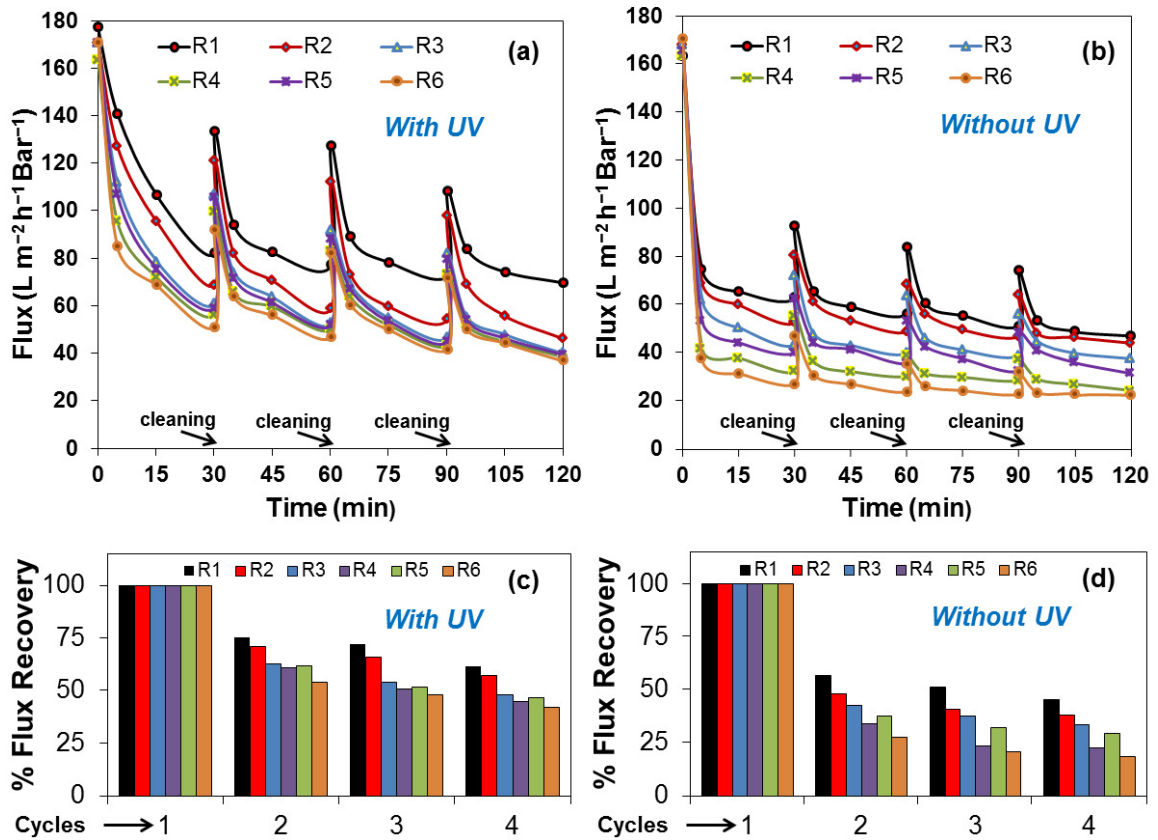 180
160
140
120
100
80
60
40
20
0
Flux (L m⁻²h⁻¹ Bar⁻¹)
R1 R2 R3
R4 R5 R6
(a)
With UV
cleaning cleaning cleaning
0 15 30 45 60 75 90 105 120
Time (min)
180
160
140
120
100
80
60
40
20
0
Flux (L m⁻²h⁻¹ Bar⁻¹)
R1 R2 R3
R4 R5 R6
(b)
Without UV
cleaning cleaning cleaning
0 15 30 45 60 75 90 105 120
Time (min)
% Flux Recovery
100
75
50
25
0
R1 R2 R3 R4 R5 R6
(c)
With UV
Cycles 1 2 3 4
% Flux Recovery
100
75
50
25
0
R1 R2 R3 R4 R5 R6
(d)
Without UV
Cycles 1 2 3 4